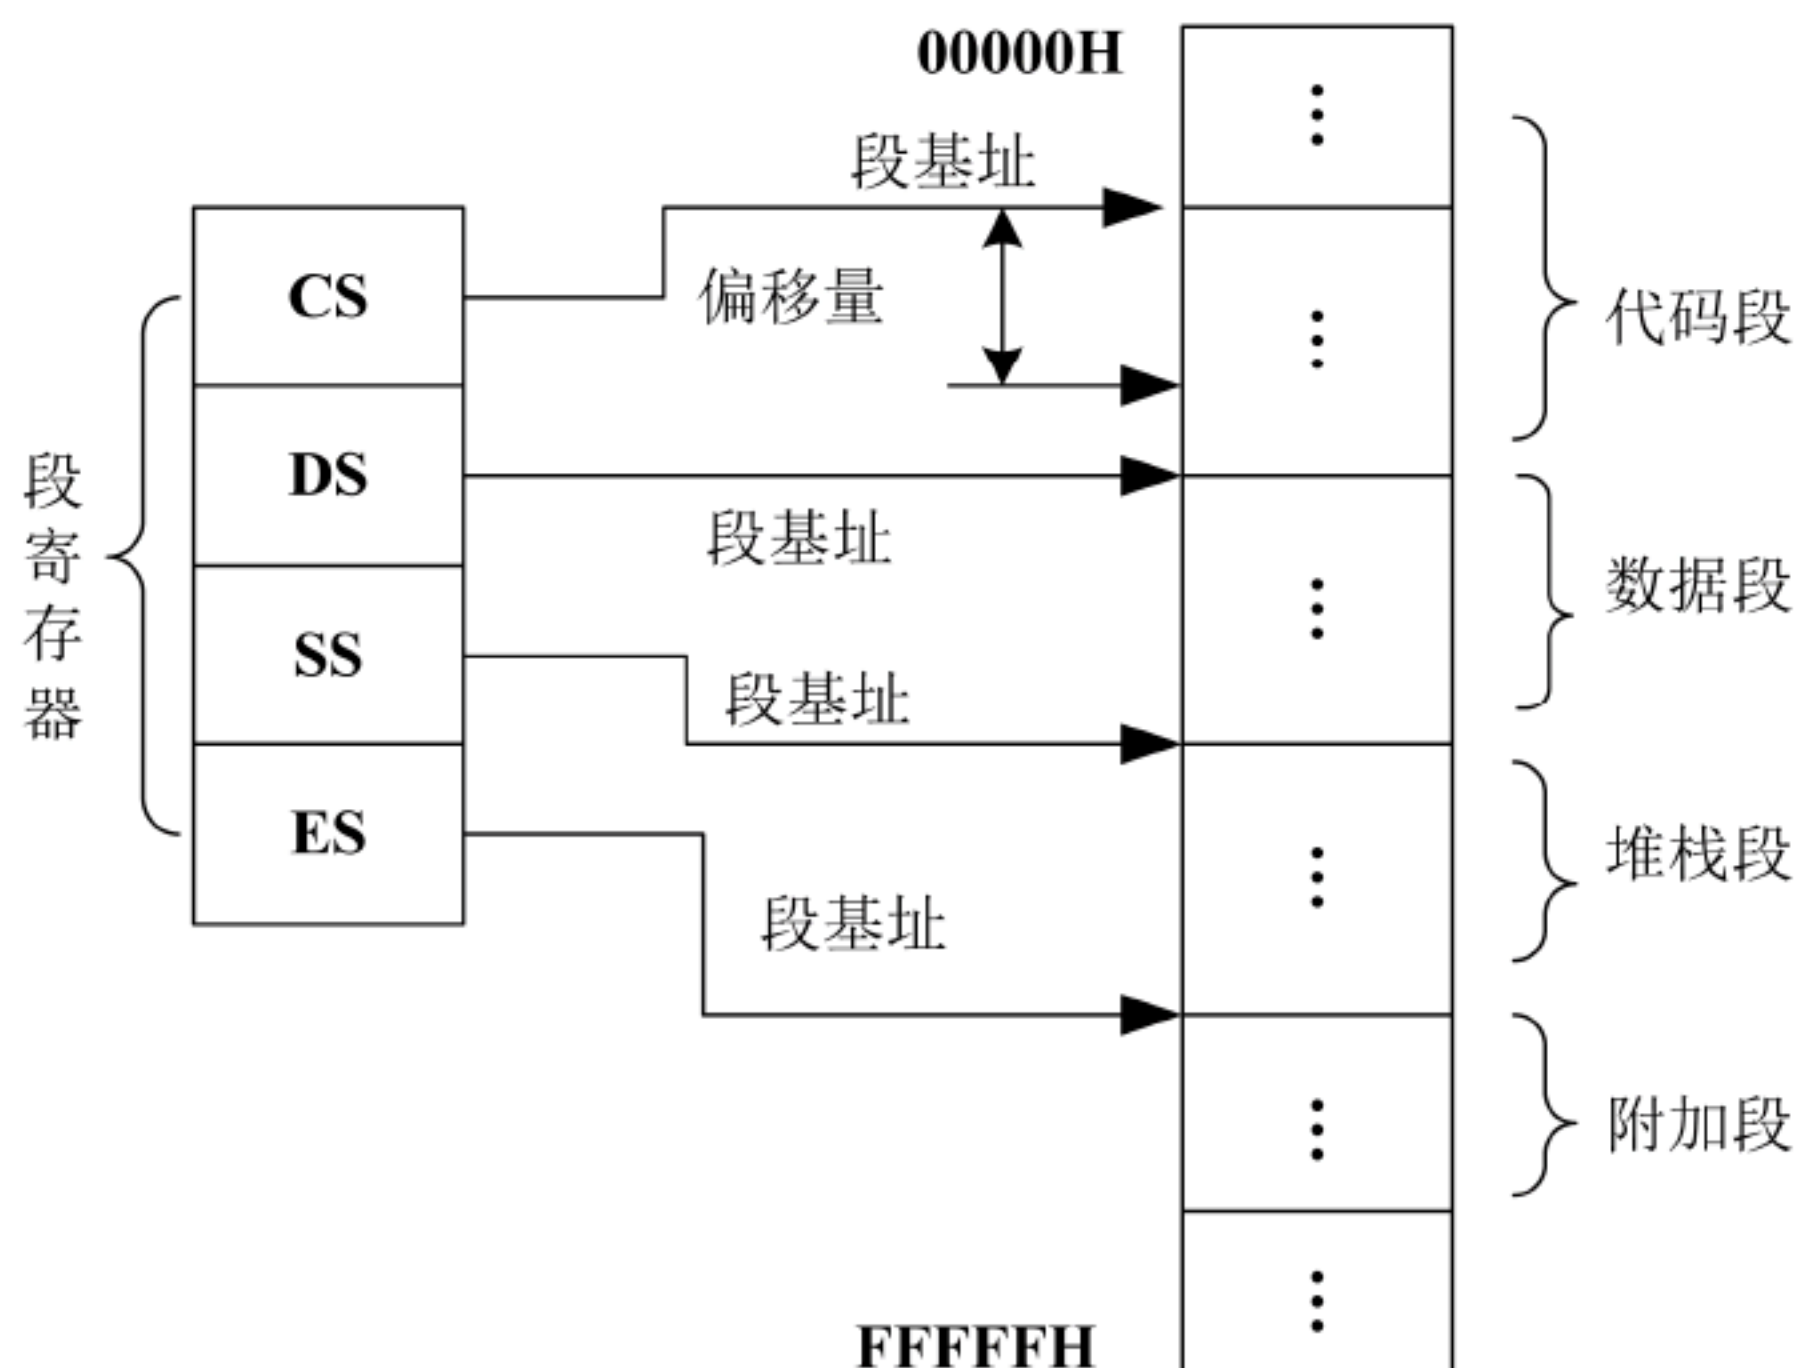 00000H
段基址
CS
偏移量
代码段
DS
段寄存器
段基址
数据段
SS
段基址
堆栈段
ES
段基址
附加段
FFFFFH